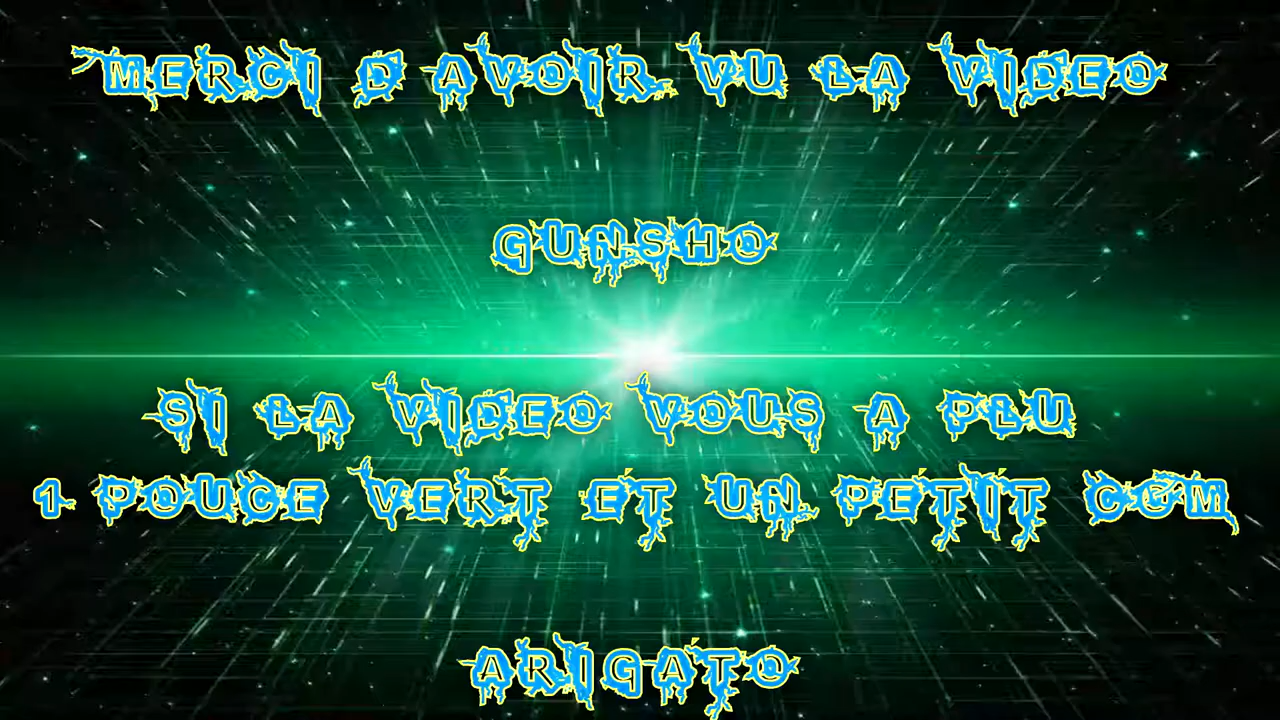 MERCI D AVOIR VU LA VIDEO
GUNSHO
SI LA VIDEO VOUS A PLU
1 POUCE VERT ET UN PETIT COM
ARIGATO